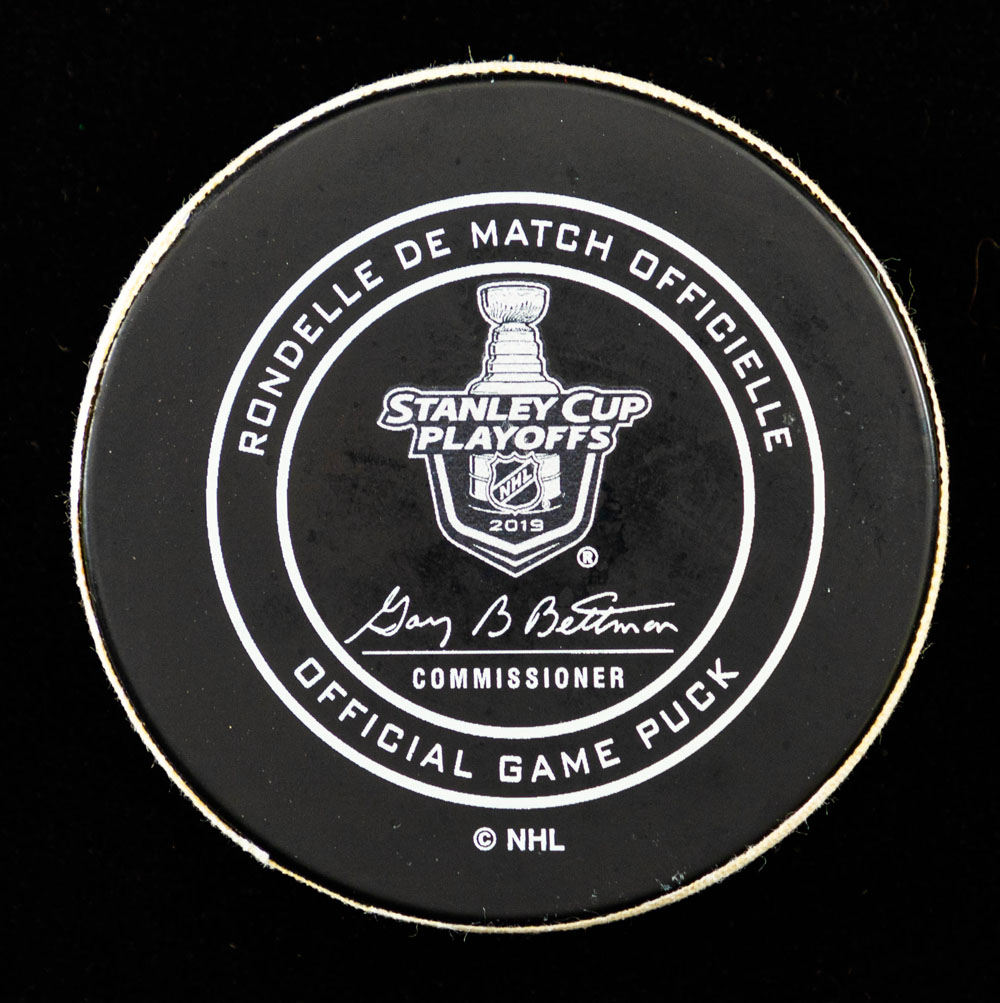 RONDELLE DE MATCH OFFICIELLE
STANLEY CUP
PLAYOFFS
NHL
2019
®
Gary B Bettman
COMMISSIONER
OFFICIAL GAME PUCK
© NHL